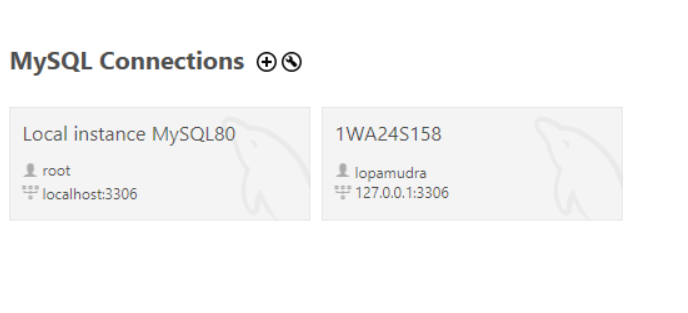 MySQL Connections
Local instance MySQL80
root
localhost:3306
1WA24S158
lopamudra
127.0.0.1:3306